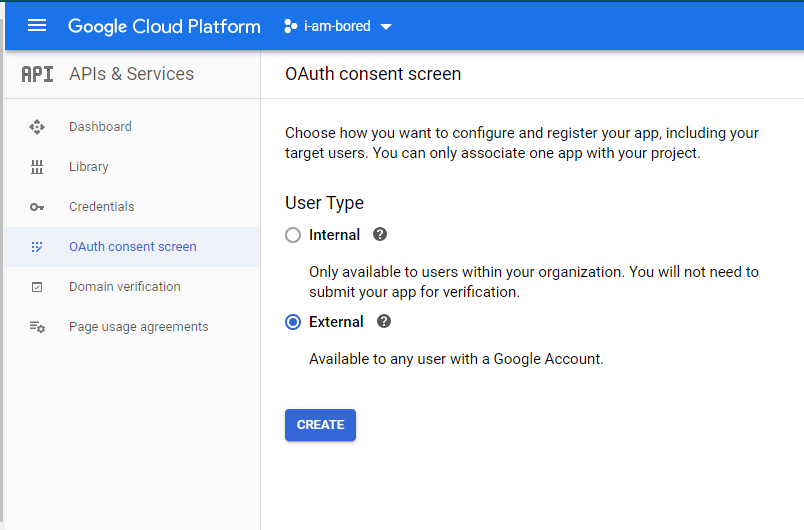 Google Cloud Platform
i-am-bored
API
APIs & Services
OAuth consent screen
Dashboard
Library
Credentials
OAuth consent screen
Domain verification
Page usage agreements
Choose how you want to configure and register your app, including your
target users. You can only associate one app with your project.
User Type
Internal ?
Only available to users within your organization. You will not need to
submit your app for verification.
External ?
Available to any user with a Google Account.
CREATE